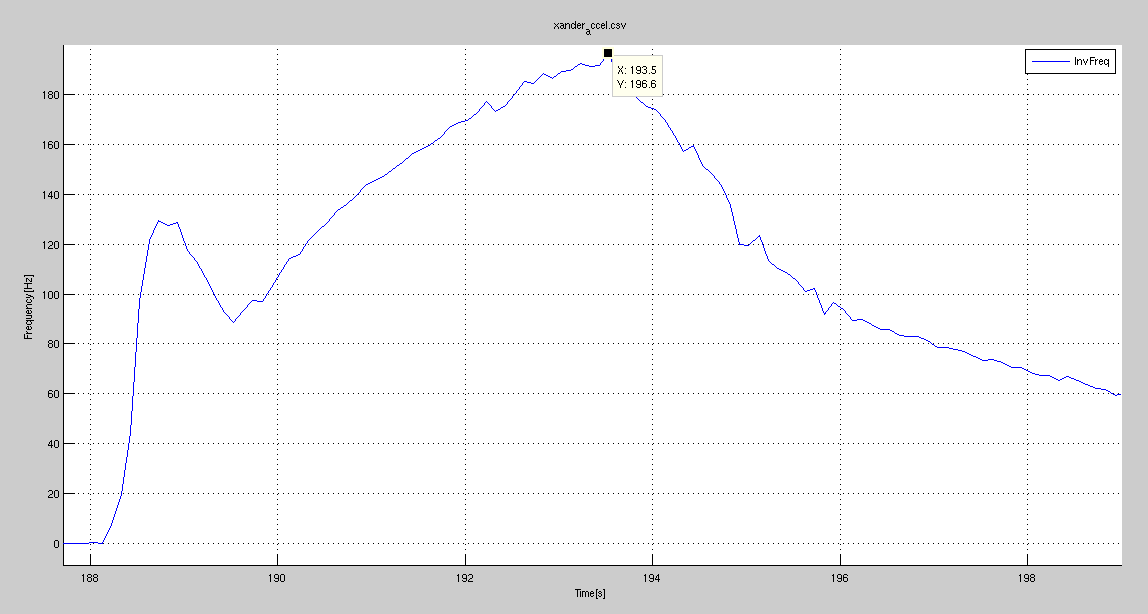 xander_accel.csv
InvFreq
X: 193.5
Y: 196.6
180
160
140
120
100
80
60
40
20
0
Frequency[Hz]
188 190 192 194 196 198
Time[s]